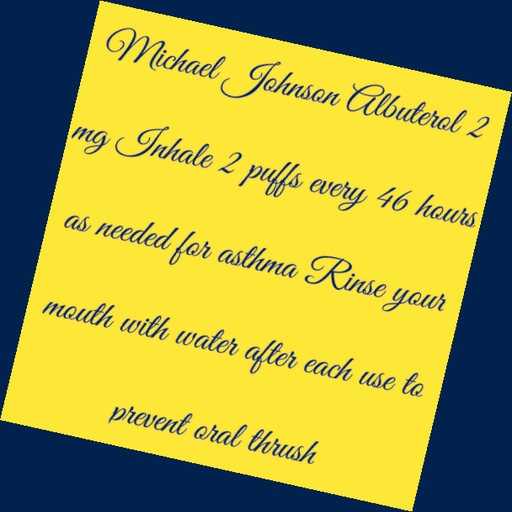 Michael Johnson Albuterol 2
mg Inhale 2 puffs every 46 hours
as needed for asthma Rinse your
mouth with water after each use to
prevent oral thrush